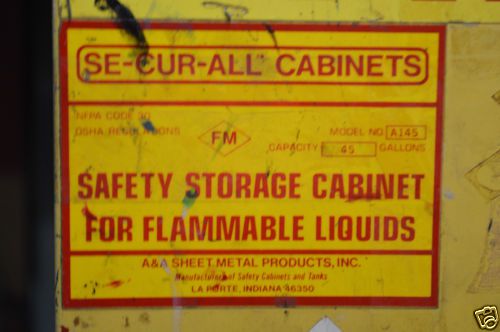 SE-CUR-ALL CABINETS
NFPA CODE 30
OSHA REGULATIONS
FM
MODEL NO A145
CAPACITY 45 GALLONS
SAFETY STORAGE CABINET
FOR FLAMMABLE LIQUIDS
A&A SHEET METAL PRODUCTS, INC.
Manufacturers of Safety Cabinets and Tanks
LA PORTE, INDIANA 46350